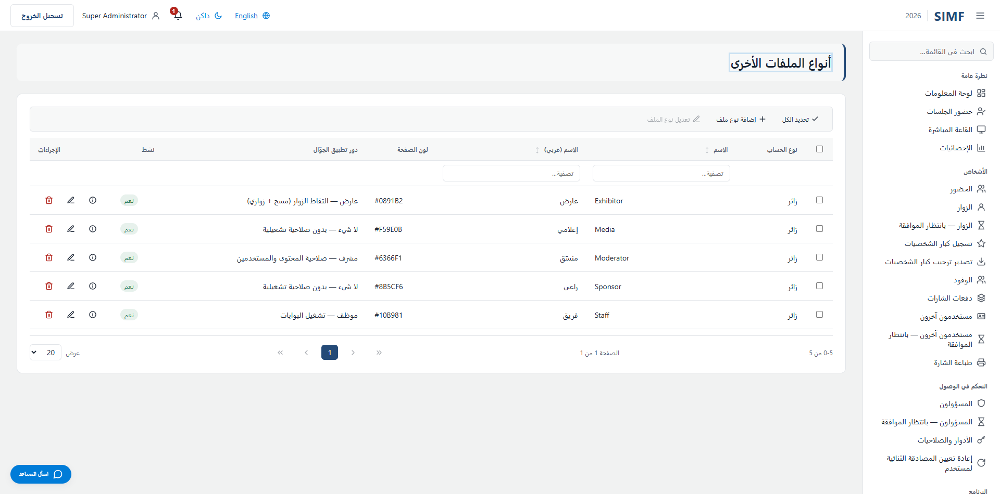 SIMF
2026
English
داكن
1
Super Administrator
تسجيل الخروج
ابحث في القائمة...
نظرة عامة
لوحة المعلومات
حضور الجلسات
القاعة المباشرة
الإحصائيات
الأشخاص
الحضور
الزوار
الزوار — بانتظار الموافقة
تسجيل كبار الشخصيات
تصدير ترحيب كبار الشخصيات
الوفود
دفعات الشارات
مستخدمون آخرون
مستخدمون آخرون — بانتظار
الموافقة
طباعة الشارة
التحكم في الوصول
المسؤولون
المسؤولون — بانتظار الموافقة
الأدوار والصلاحيات
إعادة تعيين المصادقة الثنائية
لمستخدم
البرنامج
أنواع الملفات الأخرى
تحديد الكل
إضافة نوع ملف
تعديل نوع الملف
نوع الحساب الاسم الاسم (عربي) لون الصفحة دور تطبيق الجوّال نشط الإجراءات
تصفية... تصفية...
زائر Exhibitor عارض #0891B2 عارض — التقاط الزوار (مسح + زواري) نعم
زائر Media إعلامي #F59E0B لا شيء — بدون صلاحية تشغيلية نعم
زائر Moderator منسّق #6366F1 مشرف — صلاحية المحتوى والمستخدمين نعم
زائر Sponsor راعي #8B5CF6 لا شيء — بدون صلاحية تشغيلية نعم
زائر Staff فريق #10B981 موظف — تشغيل البوابات نعم
0-5 من 5
الصفحة 1 من 1
» › 1 ‹ «
عرض 20
اسأل المساعد